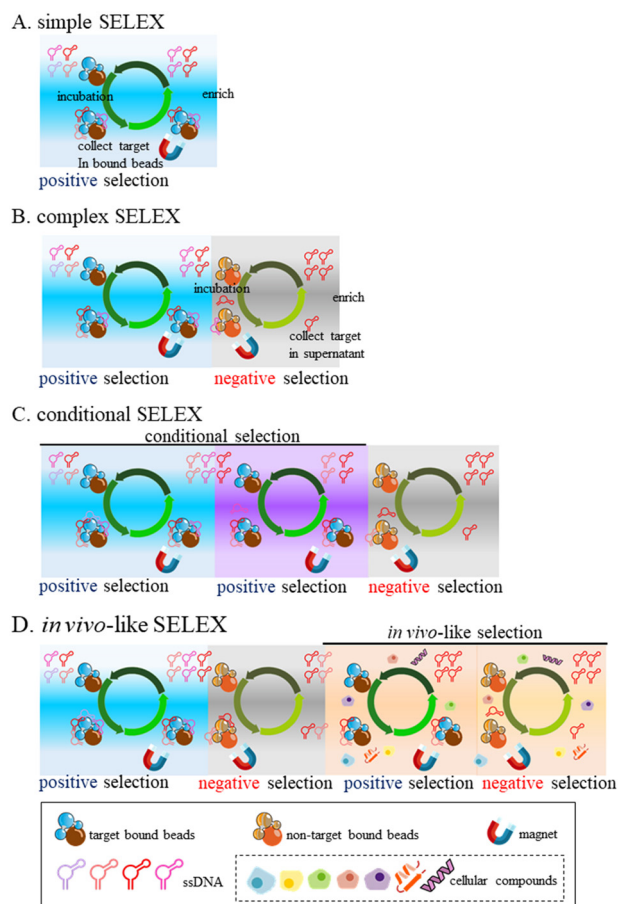 A. simple SELEX
incubation
enrich
collect target
In bound beads
positive selection
B. complex SELEX
incubation
enrich
collect target
in supernatant
positive selection
negative selection
C. conditional SELEX
conditional selection
positive selection
positive selection
negative selection
D. in vivo-like SELEX
in vivo-like selection
positive selection
negative selection
positive selection
negative selection
target bound beads
non-target bound beads
magnet
ssDNA
cellular compounds